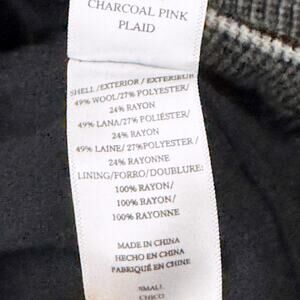 CHARCOAL PINK
PLAID
SHELL/EXTERIOR/EXTERIEUR
49% WOOL/27% POLYESTER/
24% RAYON
49% LANA/27% POLIÉSTER/
24% RAYON
49% LAINE/ 27%POLYESTER /
24% RAYONNE
LINING/FORRO/DOUBLURE:
100% RAYON/
100% RAYON/
100% RAYONNE
MADE IN CHINA
HECHO EN CHINA
FABRIQUÉ EN CHINE
SMALL
CHICO